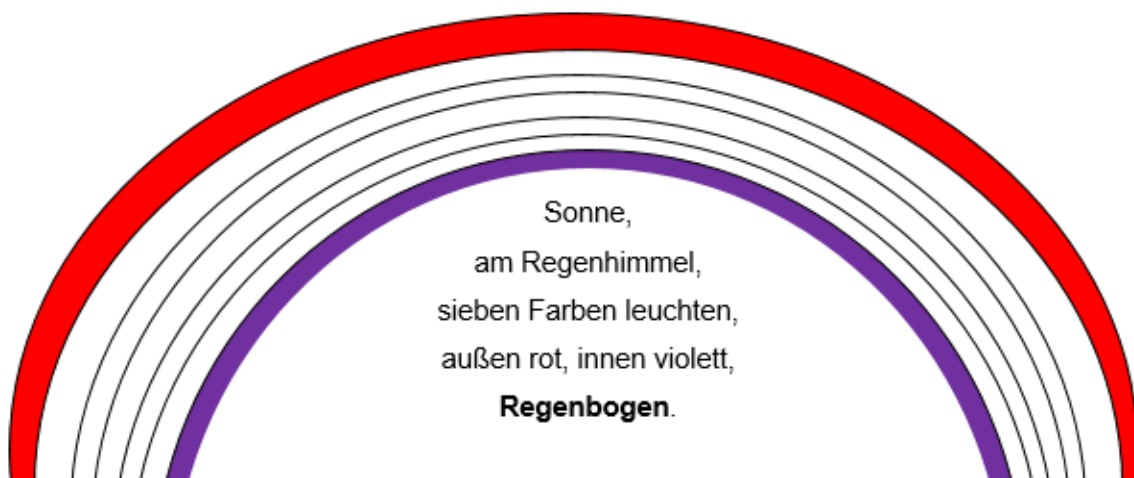 Sonne,
am Regenhimmel,
sieben Farben leuchten,
außen rot, innen violett,
Regenbogen.